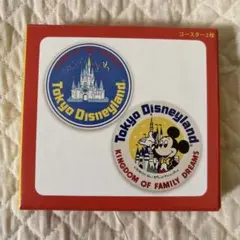 コースター2枚
Tokyo Disneyland
Tokyo Disneyland
KINGDOM OF FAMILY DREAMS